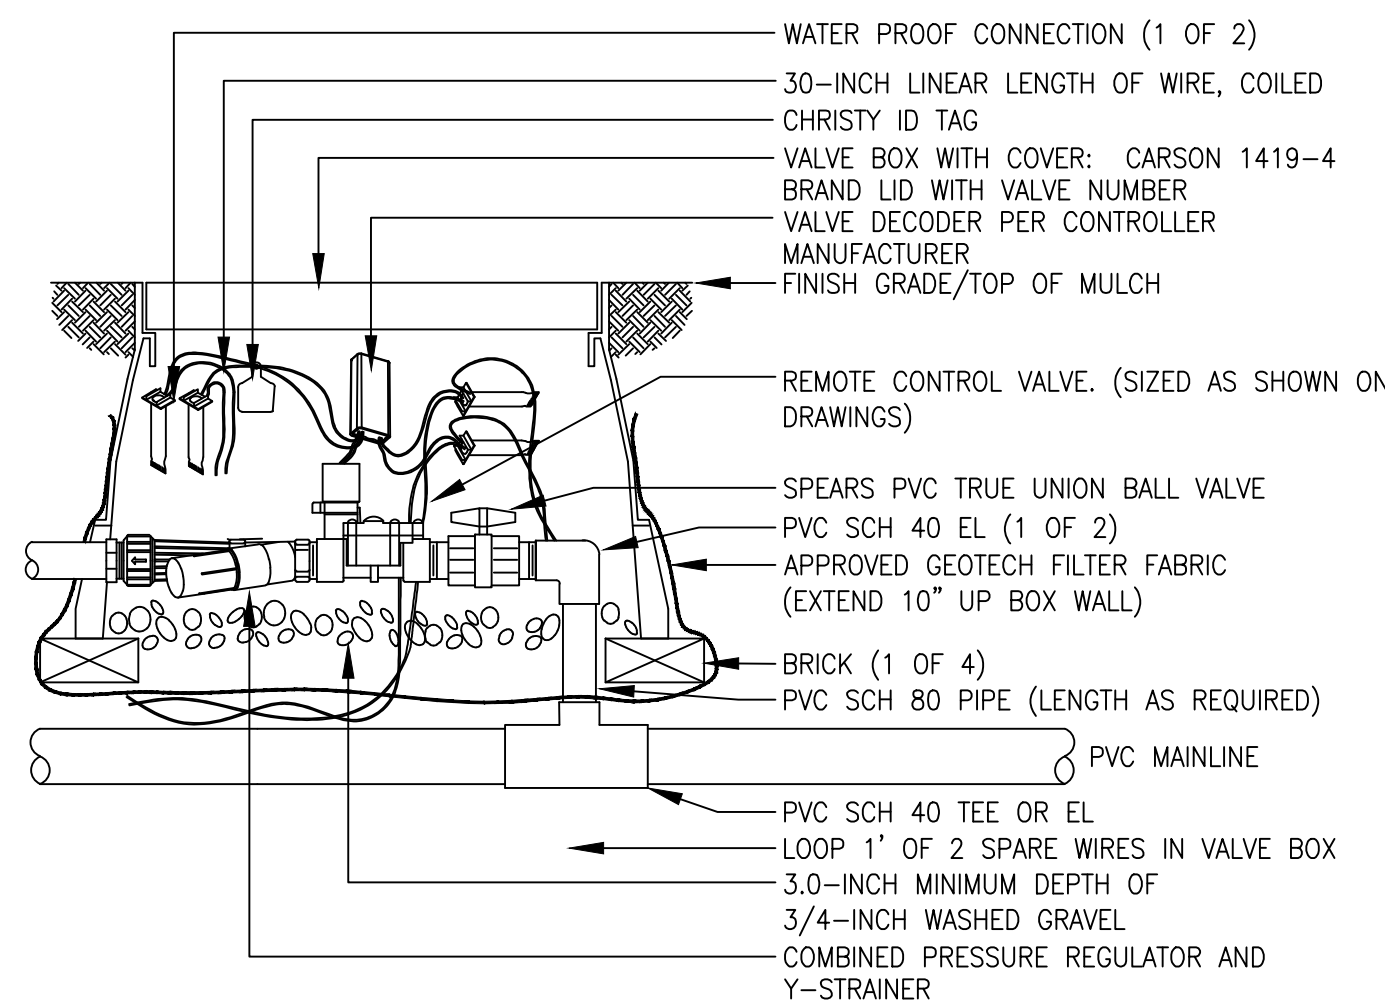 WATER PROOF CONNECTION (1 OF 2)
30-INCH LINEAR LENGTH OF WIRE, COILED
CHRISTY ID TAG
VALVE BOX WITH COVER: CARSON 1419-4
BRAND LID WITH VALVE NUMBER
VALVE DECODER PER CONTROLLER
MANUFACTURER
FINISH GRADE/TOP OF MULCH
REMOTE CONTROL VALVE. (SIZED AS SHOWN ON
DRAWINGS)
SPEARS PVC TRUE UNION BALL VALVE
PVC SCH 40 EL (1 OF 2)
APPROVED GEOTECH FILTER FABRIC
(EXTEND 10" UP BOX WALL)
BRICK (1 OF 4)
PVC SCH 80 PIPE (LENGTH AS REQUIRED)
PVC MAINLINE
PVC SCH 40 TEE OR EL
LOOP 1' OF 2 SPARE WIRES IN VALVE BOX
3.0-INCH MINIMUM DEPTH OF
3/4-INCH WASHED GRAVEL
COMBINED PRESSURE REGULATOR AND
Y-STRAINER